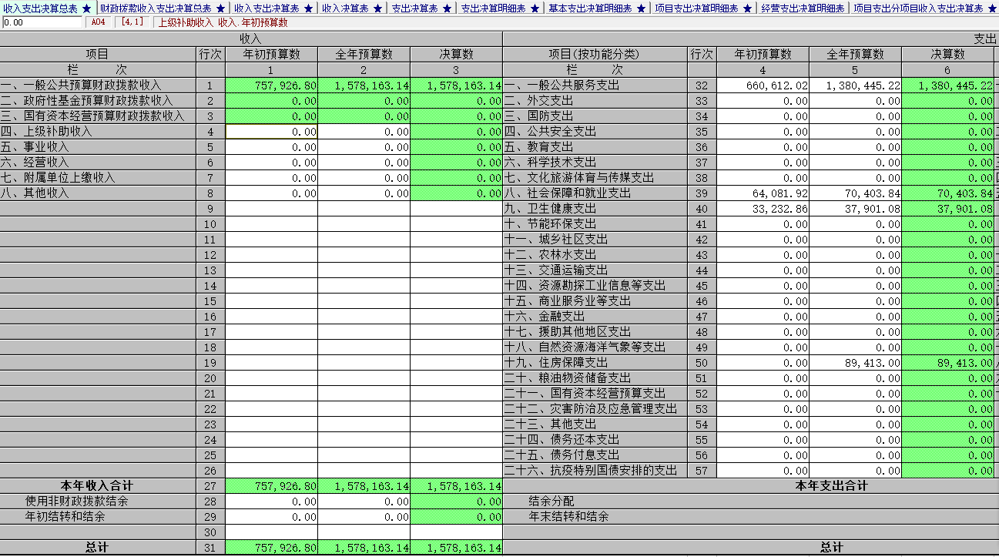 收入支出决算总表 ★ 财政拨款收入支出决算总表 ★ 收入支出决算表 ★ 收入决算表 ★ 支出决算表 ★ 支出决算明细表 ★ 基本支出决算明细表 ★ 项目支出决算明细表 ★ 经营支出决算明细表 项目支出分项目收入支出决算表 ★
0.00 A04 [4,1] 上级补助收入 收入.年初预算数
收入 支出
项目 行次 年初预算数 全年预算数 决算数 项目(按功能分类) 行次 年初预算数 全年预算数 决算数
栏 次 1 2 3 栏 次 4 5 6
一、一般公共预算财政拨款收入 1 757,926.80 1,578,163.14 1,578,163.14 一、一般公共服务支出 32 660,612.02 1,380,445.22 1,380,445.22
二、政府性基金预算财政拨款收入 2 0.00 0.00 0.00 二、外交支出 33 0.00 0.00 0.00
三、国有资本经营预算财政拨款收入 3 0.00 0.00 0.00 三、国防支出 34 0.00 0.00 0.00
四、上级补助收入 4 0.00 0.00 0.00 四、公共安全支出 35 0.00 0.00 0.00
五、事业收入 5 0.00 0.00 0.00 五、教育支出 36 0.00 0.00 0.00
六、经营收入 6 0.00 0.00 0.00 六、科学技术支出 37 0.00 0.00 0.00
七、附属单位上缴收入 7 0.00 0.00 0.00 七、文化旅游体育与传媒支出 38 0.00 0.00 0.00
八、其他收入 8 0.00 0.00 0.00 八、社会保障和就业支出 39 64,081.92 70,403.84 70,403.84
9 九、卫生健康支出 40 33,232.86 37,901.08 37,901.08
10 十、节能环保支出 41 0.00 0.00 0.00
11 十一、城乡社区支出 42 0.00 0.00 0.00
12 十二、农林水支出 43 0.00 0.00 0.00
13 十三、交通运输支出 44 0.00 0.00 0.00
14 十四、资源勘探工业信息等支出 45 0.00 0.00 0.00
15 十五、商业服务业等支出 46 0.00 0.00 0.00
16 十六、金融支出 47 0.00 0.00 0.00
17 十七、援助其他地区支出 48 0.00 0.00 0.00
18 十八、自然资源海洋气象等支出 49 0.00 0.00 0.00
19 十九、住房保障支出 50 0.00 89,413.00 89,413.00
20 二十、粮油物资储备支出 51 0.00 0.00 0.00
21 二十一、国有资本经营预算支出 52 0.00 0.00 0.00
22 二十二、灾害防治及应急管理支出 53 0.00 0.00 0.00
23 二十三、其他支出 54 0.00 0.00 0.00
24 二十四、债务还本支出 55 0.00 0.00 0.00
25 二十五、债务付息支出 56 0.00 0.00 0.00
26 二十六、抗疫特别国债安排的支出 57 0.00 0.00 0.00
本年收入合计 27 757,926.80 1,578,163.14 1,578,163.14 本年支出合计
使用非财政拨款结余 28 0.00 0.00 0.00 结余分配
年初结转和结余 29 0.00 0.00 0.00 年末结转和结余
30
总计 31 757,926.80 1,578,163.14 1,578,163.14 总计